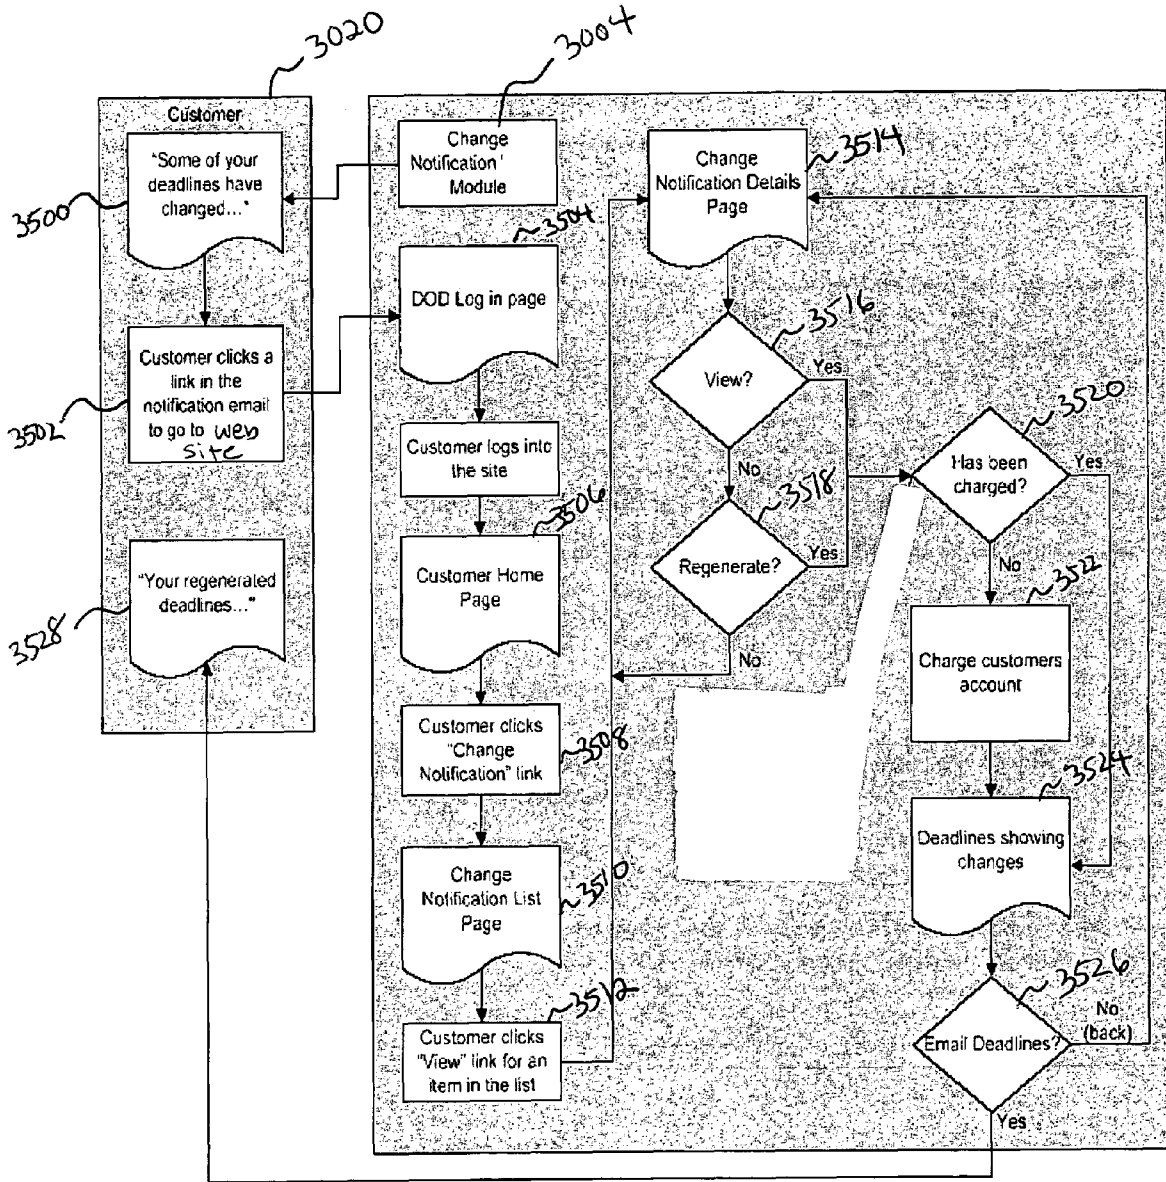 3020
3004
Customer
"Some of your
deadlines have
changed..."
3500
Customer clicks a
link in the
notification email
to go to web
site
3502
"Your regenerated
deadlines..."
3528
Change
Notification'
Module
3504
DOD Log in page
Customer logs into
the site
3506
Customer Home
Page
Customer clicks
"Change
Notification" link
3508
Change
Notification List
Page
3510
3512
Customer clicks
"View" link for an
item in the list
Change
Notification Details
Page
3514
3516
View?
Yes
No
3518
Regenerate?
Yes
No
3520
Has been
charged?
Yes
No
3522
Charge customers
account
3524
Deadlines showing
changes
3526
Email Deadlines?
No
(back)
Yes